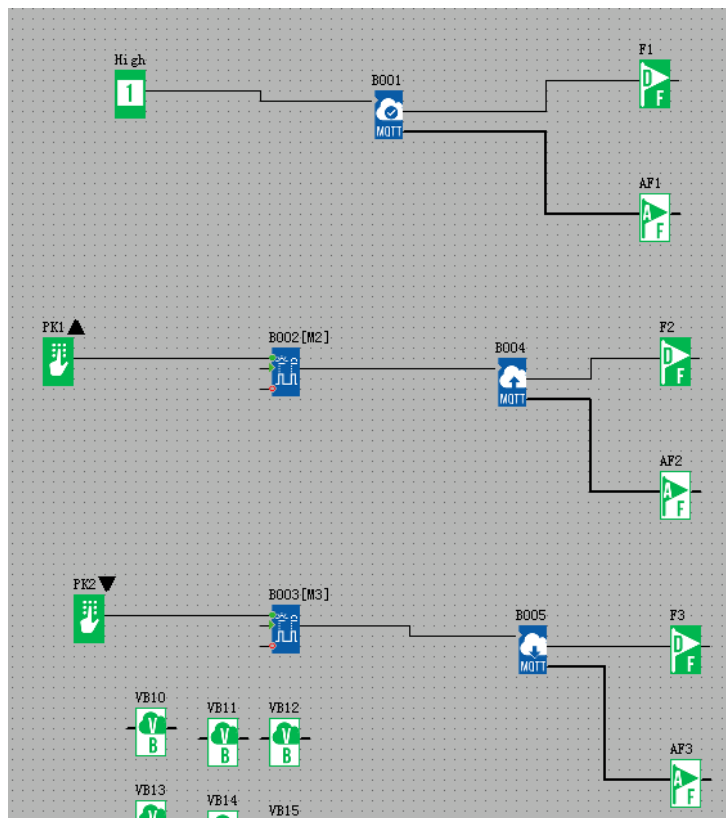 High
1
B001
MQTT
F1
D
F
AF1
A
F
PK1
B002[M2]
B004
MQTT
F2
D
F
AF2
A
F
PK2
B003[M3]
B005
MQTT
F3
D
F
AF3
A
F
VB10
VB11
VB12
V
B
V
B
V
B
VB13
VB14
VB15
V